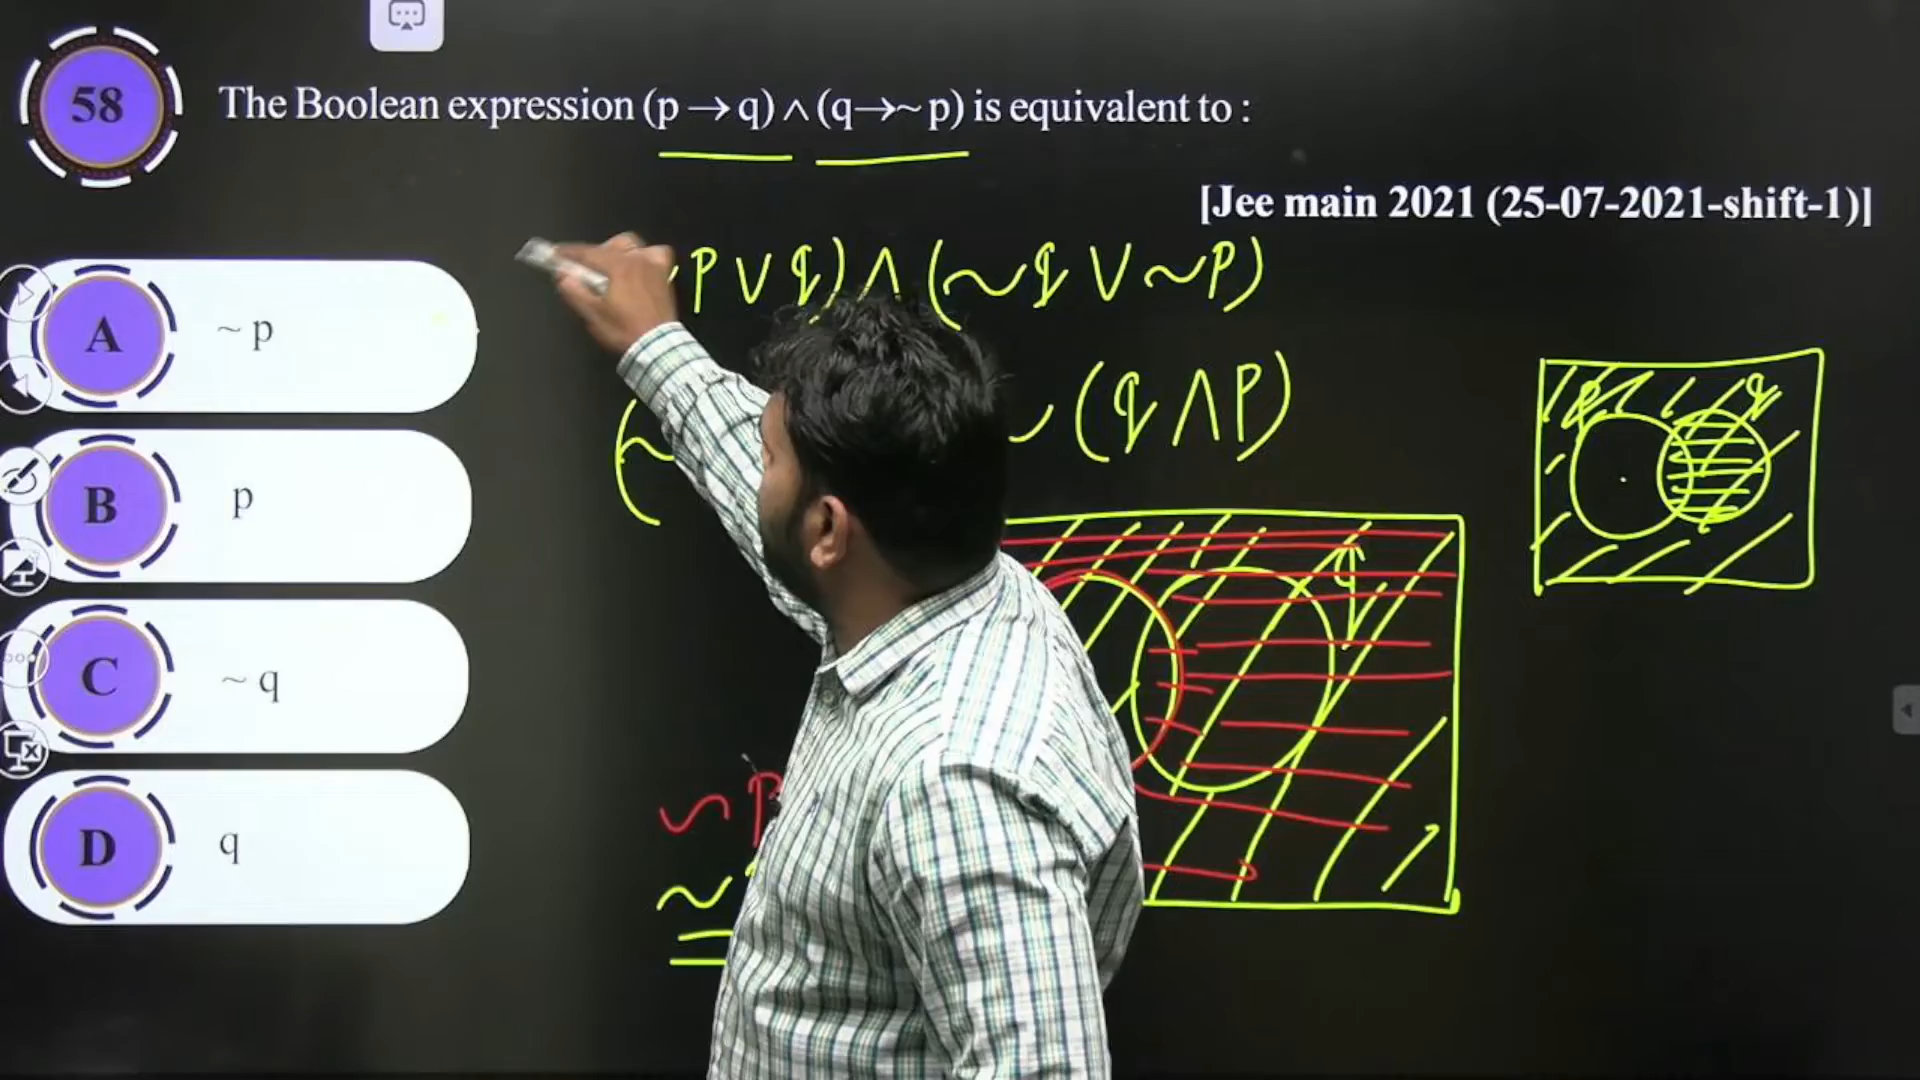 58 The Boolean expression (p → q) ∧ (q → ~ p) is equivalent to :
[Jee main 2021 (25-07-2021-shift-1)]
p ∨ q) ∧ (~q ∨ ~p)
(~ ~ (q ∧ p)
A ~ p
B p
C ~ q
D q
p q
q
~ p
~